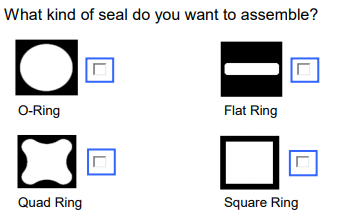 What kind of seal do you want to assemble?
O-Ring
Flat Ring
Quad Ring
Square Ring